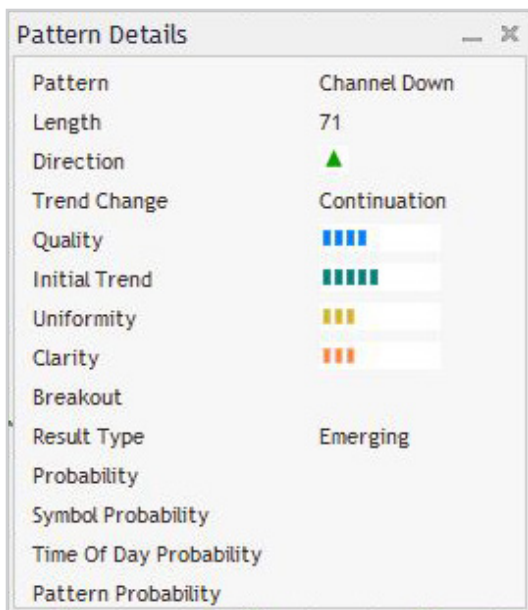 Pattern Details
Pattern Channel Down
Length 71
Direction
Trend Change Continuation
Quality
Initial Trend
Uniformity
Clarity
Breakout
Result Type Emerging
Probability
Symbol Probability
Time Of Day Probability
Pattern Probability